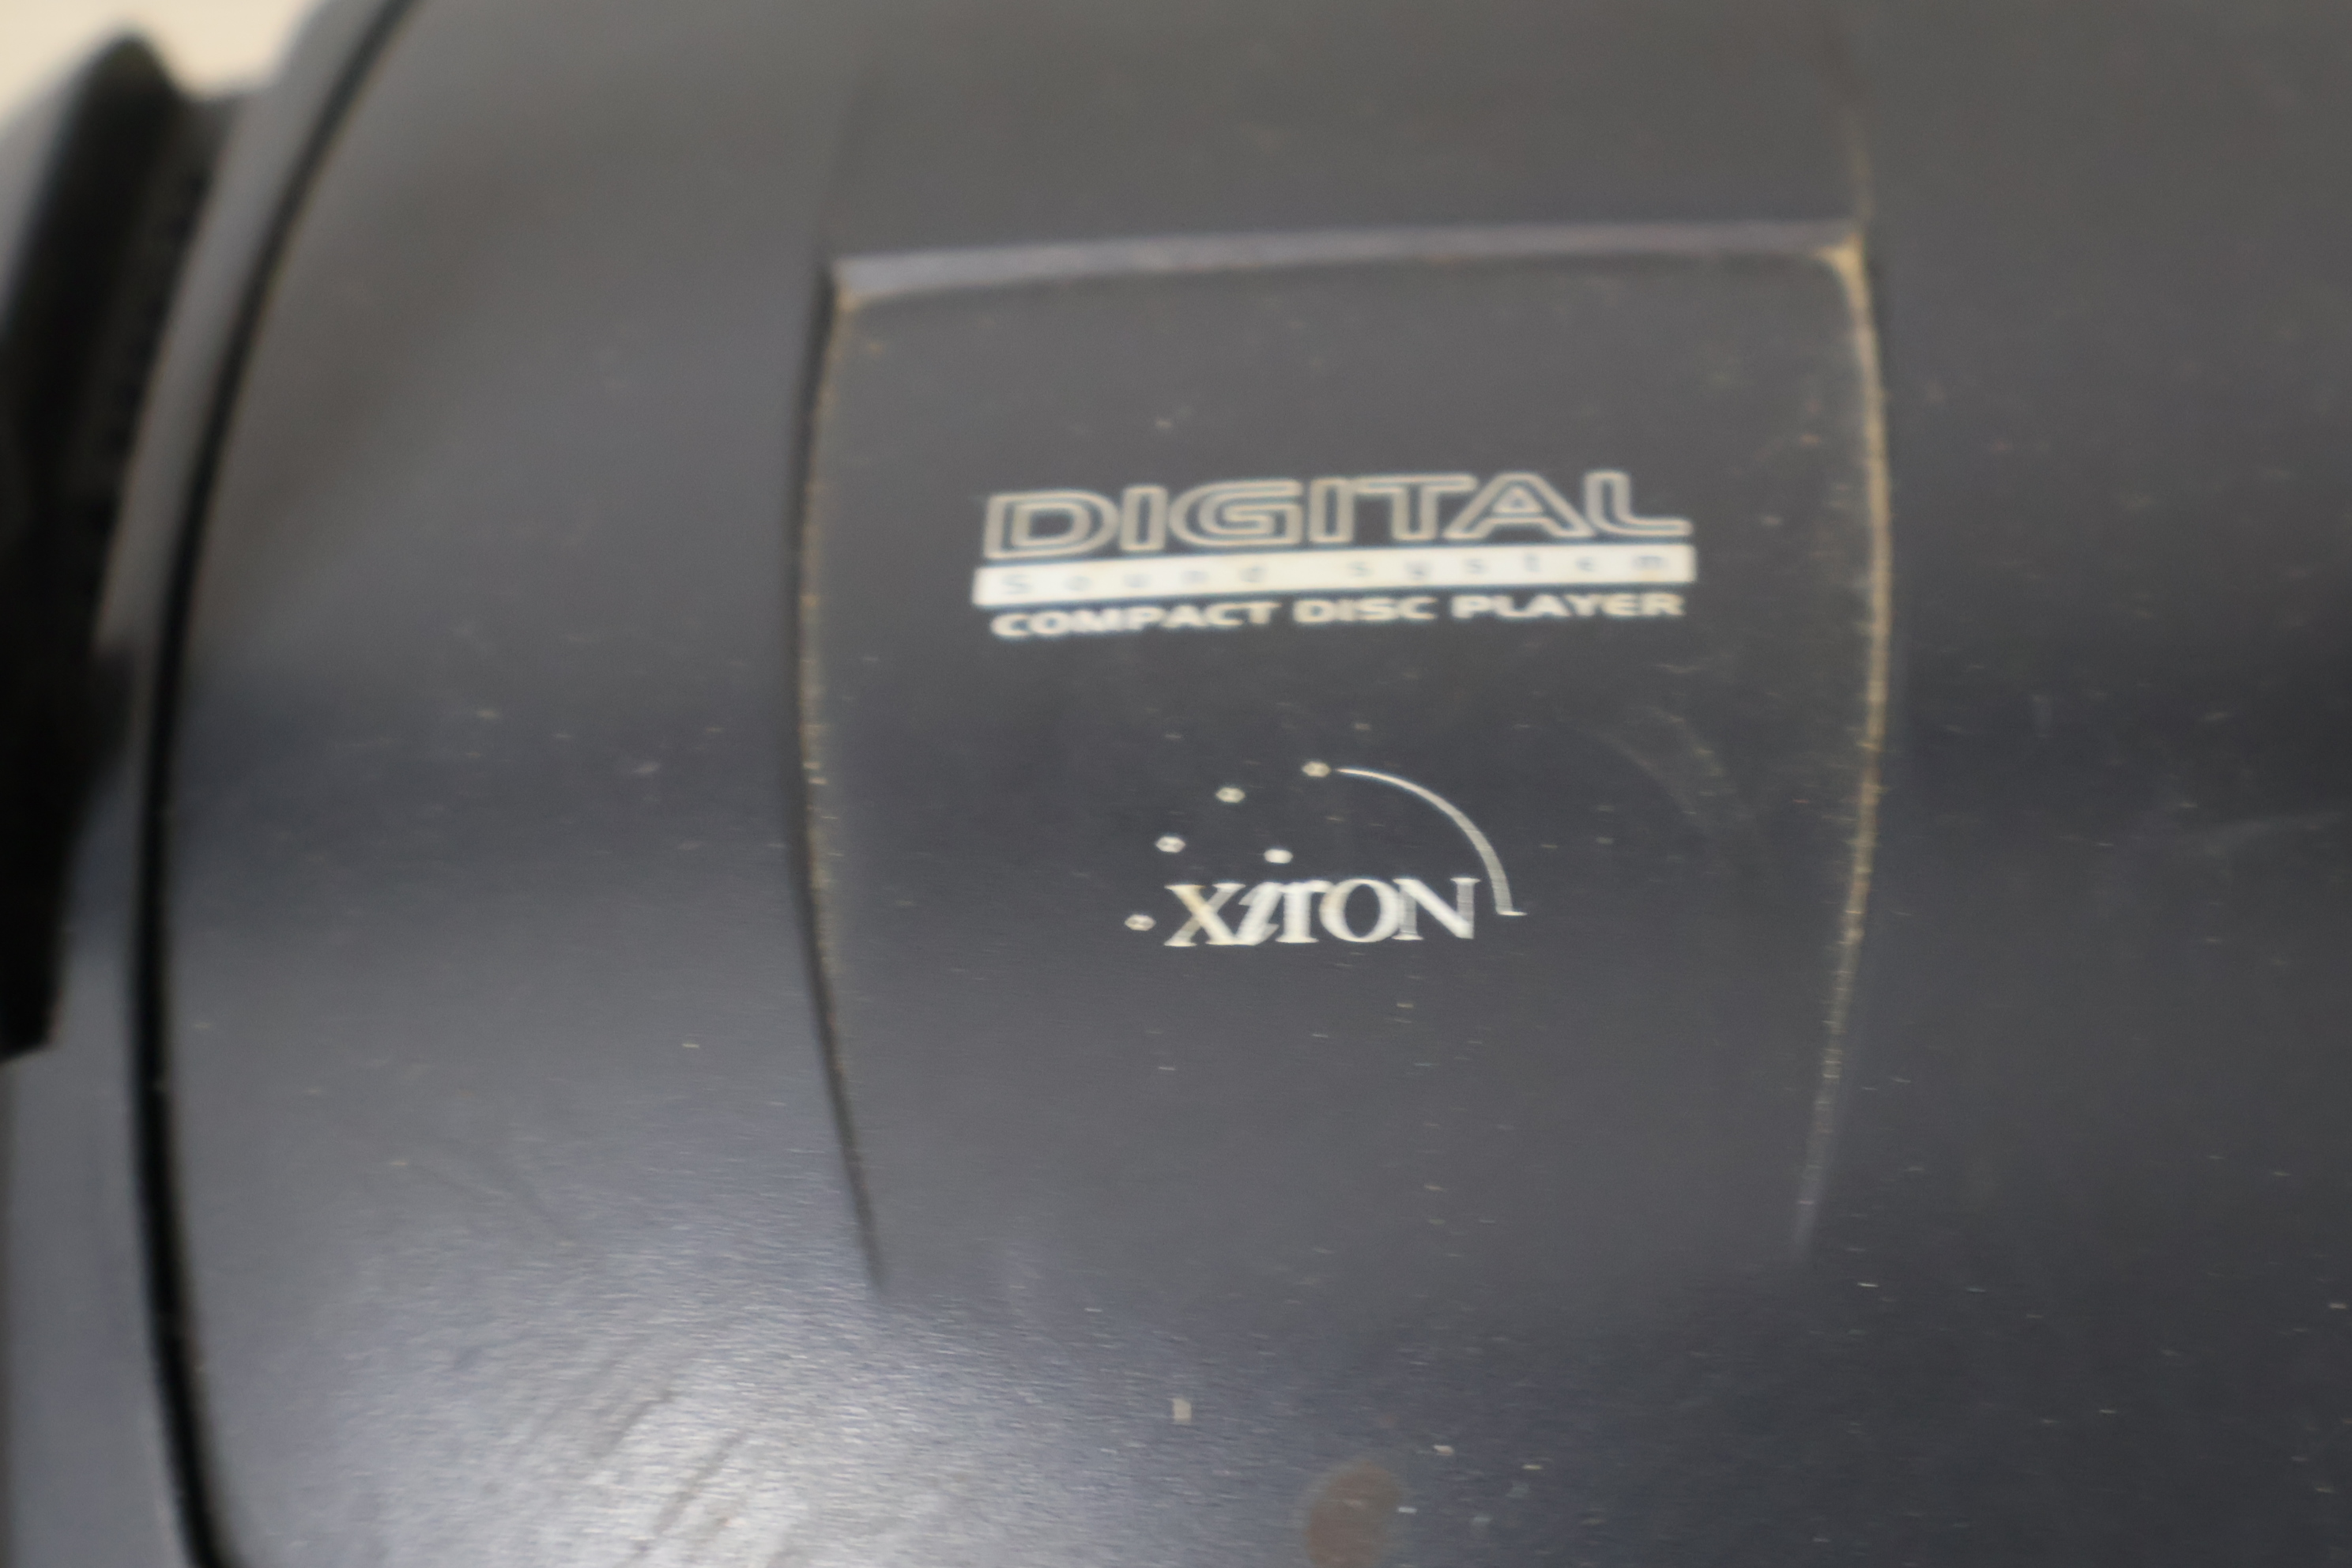 DIGITAL
Sound system
COMPACT DISC PLAYER
XiTON